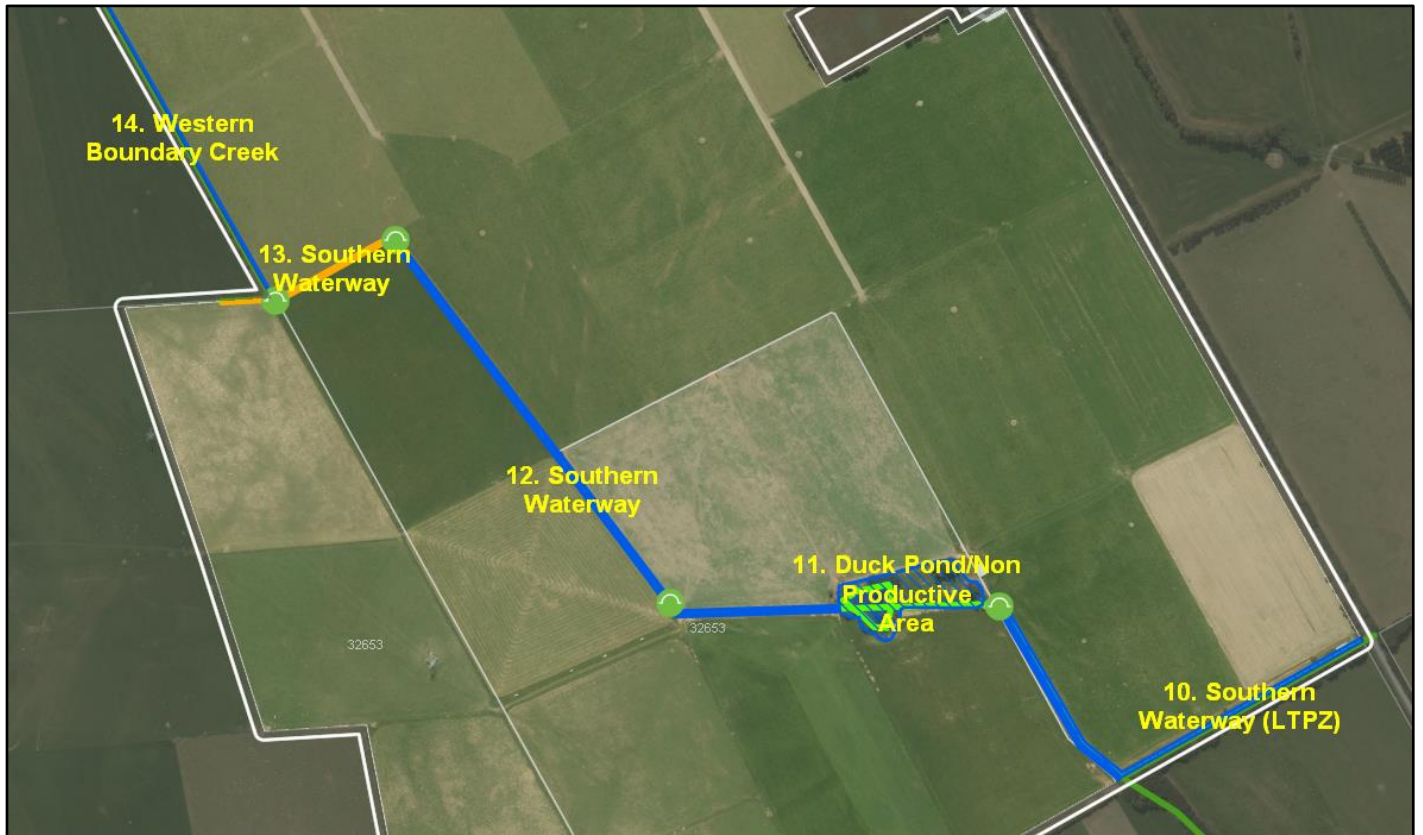 14. Western
Boundary Creek
13. Southern
Waterway
12. Southern
Waterway
11. Duck Pond/Non
Productive
Area
32653
32653
10. Southern
Waterway (LTPZ)